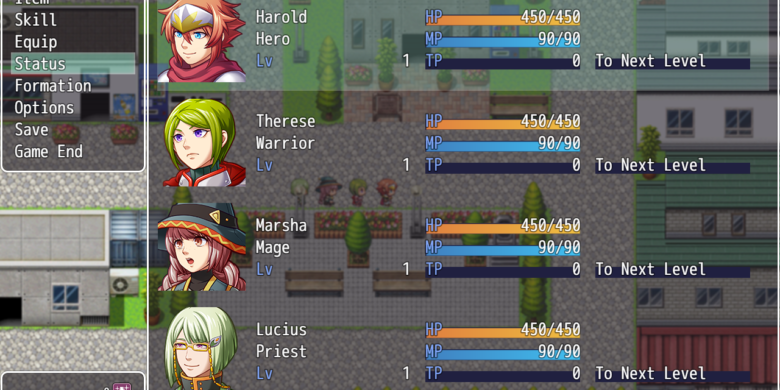 Item
Skill
Equip
Status
Formation
Options
Save
Game End
Harold HP 450/450
Hero MP 90/90
Lv 1 TP 0 To Next Level
Therese HP 450/450
Warrior MP 90/90
Lv 1 TP 0 To Next Level
Marsha HP 450/450
Mage MP 90/90
Lv 1 TP 0 To Next Level
Lucius HP 450/450
Priest MP 90/90
Lv 1 TP 0 To Next Level